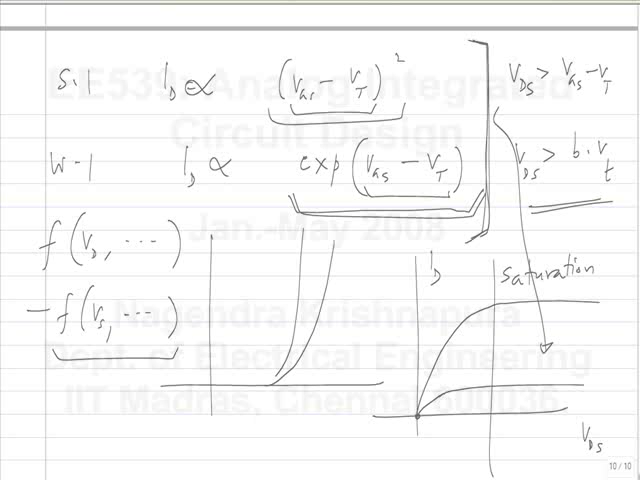 S.I I_D ∝ (V_GS − V_T)^2 V_DS > V_GS − V_T
W-I I_D ∝ exp(V_GS − V_T) V_DS > b.V_t
f(V_D, ...)
− f(V_S, ...)
I_D saturation
V_DS
EE539: Analog Integrated
Circuit Design
Jan.-May 2008
Nagendra Krishnapura
Dept. of Electrical Engineering
IIT Madras, Chennai 600036
10 / 10